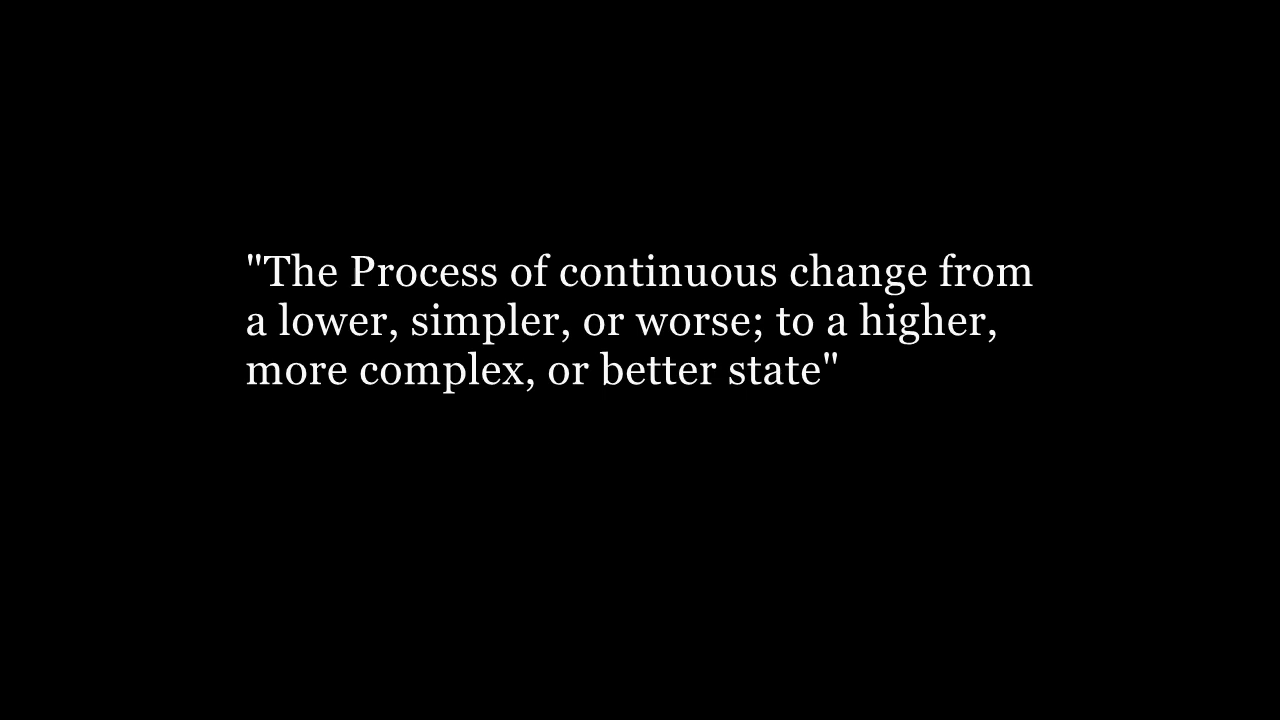 "The Process of continuous change from
a lower, simpler, or worse; to a higher,
more complex, or better state"